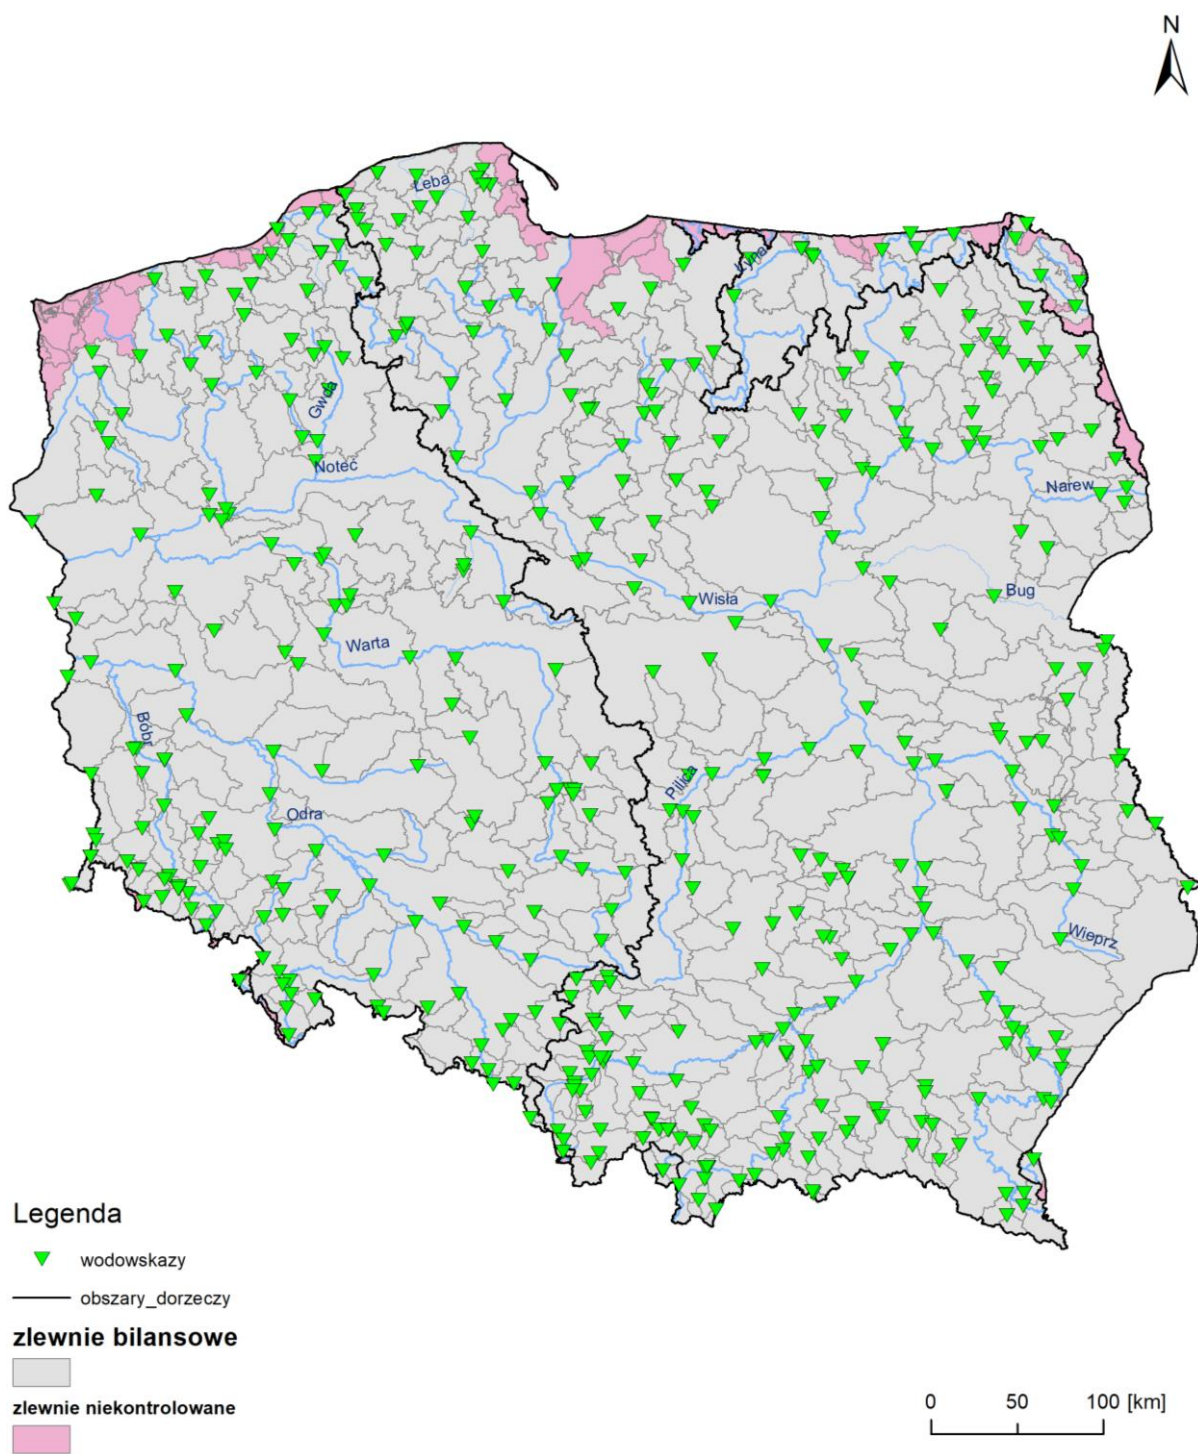 N
Łeba
Łyna
Gwda
Noteć
Narew
Wisła
Bug
Warta
Bóbr
Pilica
Odra
Wieprz
Legenda
wodowskazy
obszary_dorzeczy
zlewnie bilansowe
zlewnie niekontrolowane
0 50 100 [km]